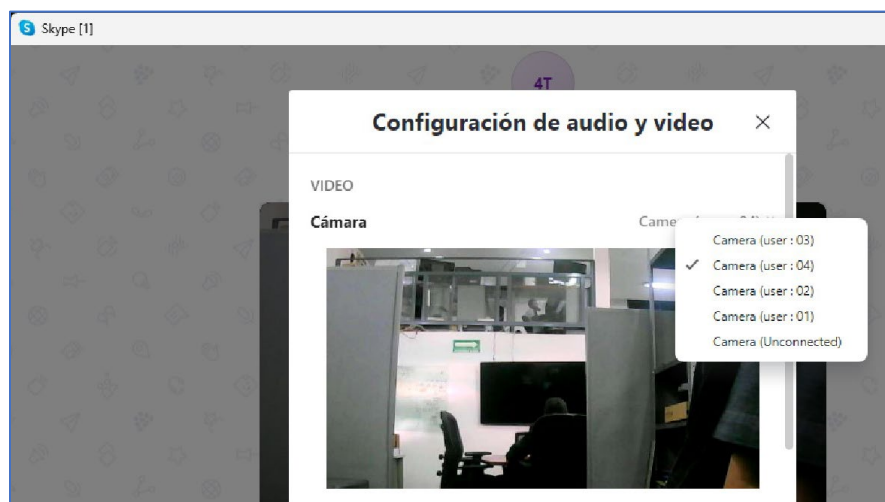 Skype [1]
4T
Configuración de audio y video
VIDEO
Cámara
Came
Camera (user : 03)
Camera (user : 04)
Camera (user : 02)
Camera (user : 01)
Camera (Unconnected)